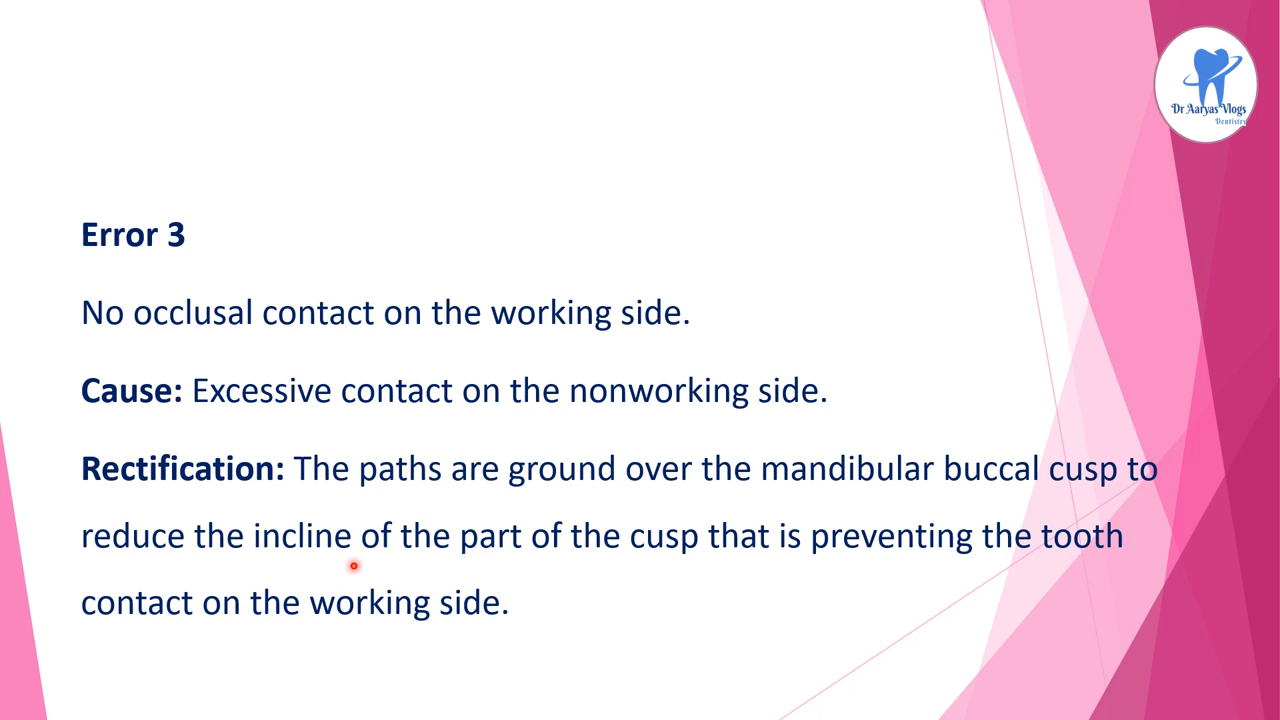 Dr Aaryas Vlogs
Dentistry
Error 3
No occlusal contact on the working side.
Cause: Excessive contact on the nonworking side.
Rectification: The paths are ground over the mandibular buccal cusp to
reduce the incline of the part of the cusp that is preventing the tooth
contact on the working side.